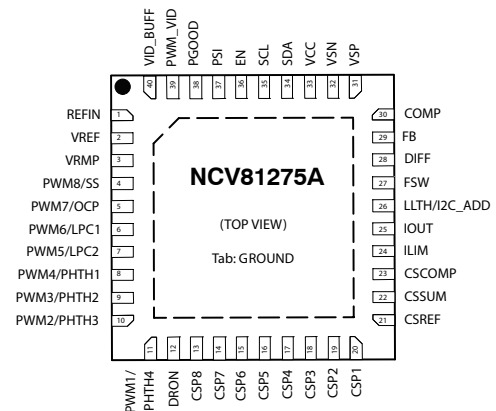 VID_BUFF
PWM_VID
PGOOD
PSI
EN
SCL
SDA
VCC
VSN
VSP
40
39
38
37
36
35
34
33
32
31
REFIN 1
VREF 2
VRMP 3
PWM8/SS 4
PWM7/OCP 5
PWM6/LPC1 6
PWM5/LPC2 7
PWM4/PHTH1 8
PWM3/PHTH2 9
PWM2/PHTH3 10
NCV81275A
(TOP VIEW)
Tab: GROUND
30 COMP
29 FB
28 DIFF
27 FSW
26 LLTH/I2C_ADD
25 IOUT
24 ILIM
23 CSCOMP
22 CSSUM
21 CSREF
11
12
13
14
15
16
17
18
19
20
PWM1/
PHTH4
DRON
CSP8
CSP7
CSP6
CSP5
CSP4
CSP3
CSP2
CSP1